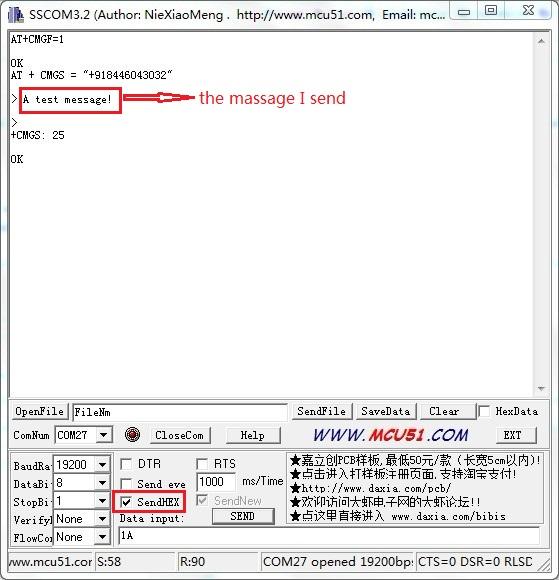 SSCOM3.2 (Author: NieXiaoMeng . http://www.mcu51.com, Email: mc...
AT+CMGF=1
OK
AT + CMGS = "+918446043032"
> A test message!
the massage I send
>
+CMGS: 25
OK
OpenFile FileNm SendFile SaveData Clear HexData
ComNum COM27 CloseCom Help WWW.MCU51.COM EXT
BaudRa 19200 DTR RTS
DataBi 8 Send eve 1000 ms/Time
StopBi 1 SendHEX SendNew
VerifyI None Data input: SEND
FlowCon None 1A
★嘉立创PCB样板,最低50元/款(长宽5cm以内)!
★点击进入打样板注册页面,支持淘宝支付!
★http://www.daxia.com/pcb/
★欢迎访问大虾电子网的大虾论坛!!
★点这里直接进入 www.daxia.com/bibis
www.mcu51.cor S:58 R:90 COM27 opened 19200bps CTS=0 DSR=0 RLSD